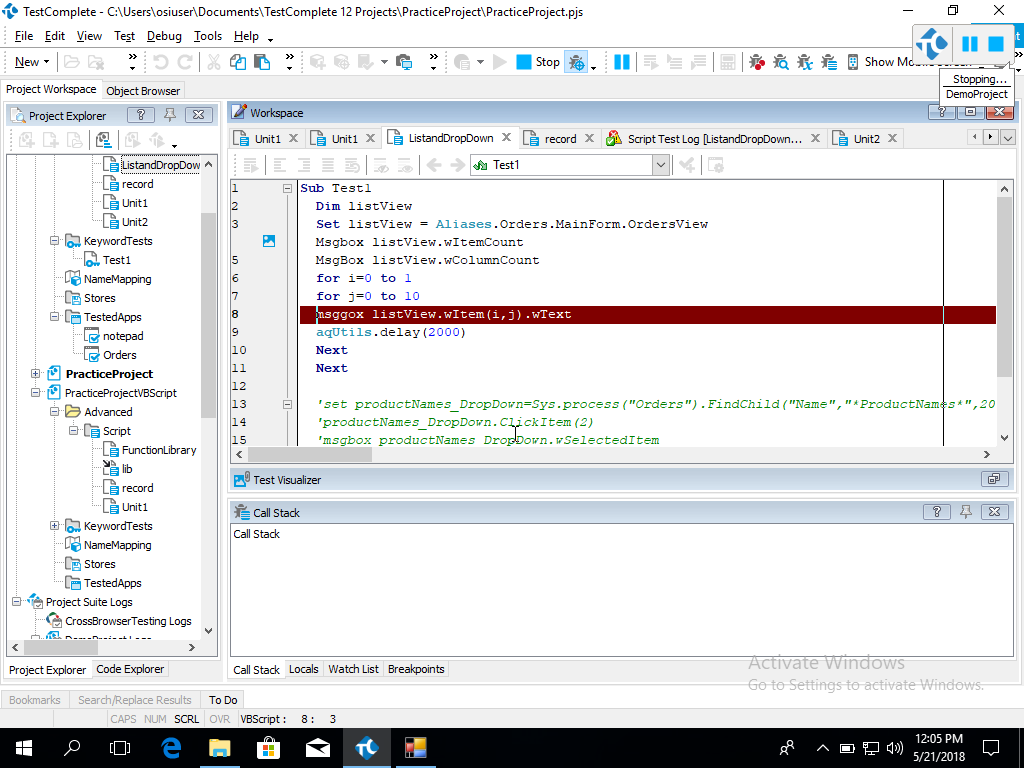 TestComplete - C:\Users\osiuser\Documents\TestComplete 12 Projects\PracticeProject\PracticeProject.pjs
File Edit View Test Debug Tools Help
New Stop Show Mo
Stopping...
DemoProject
Project Workspace Object Browser
Project Explorer
ListandDropDow
record
Unit1
Unit2
KeywordTests
Test1
NameMapping
Stores
TestedApps
notepad
Orders
PracticeProject
PracticeProjectVBScript
Advanced
Script
FunctionLibrary
lib
record
Unit1
KeywordTests
NameMapping
Stores
TestedApps
Project Suite Logs
CrossBrowserTesting Logs
DemoProject Logs
Project Explorer Code Explorer
Workspace
Unit1 Unit1 ListandDropDown record Script Test Log [ListandDropDown... Unit2
Test1
1 Sub Test1
2 Dim listView
3 Set listView = Aliases.Orders.MainForm.OrdersView
Msgbox listView.wItemCount
5 MsgBox listView.wColumnCount
6 for i=0 to 1
7 for j=0 to 10
8 msggox listView.wItem(i,j).wText
9 aqUtils.delay(2000)
10 Next
11 Next
12
13 'set productNames_DropDown=Sys.process("Orders").FindChild("Name","*ProductNames*",20
14 'productNames_DropDown.ClickItem(2)
15 'msgbox productNames_DropDown.wSelectedItem
Test Visualizer
Call Stack
Call Stack
Call Stack Locals Watch List Breakpoints
Activate Windows
Go to Settings to activate Windows.
Bookmarks Search/Replace Results To Do
CAPS NUM SCRL OVR VBScript : 8 : 3
12:05 PM
5/21/2018